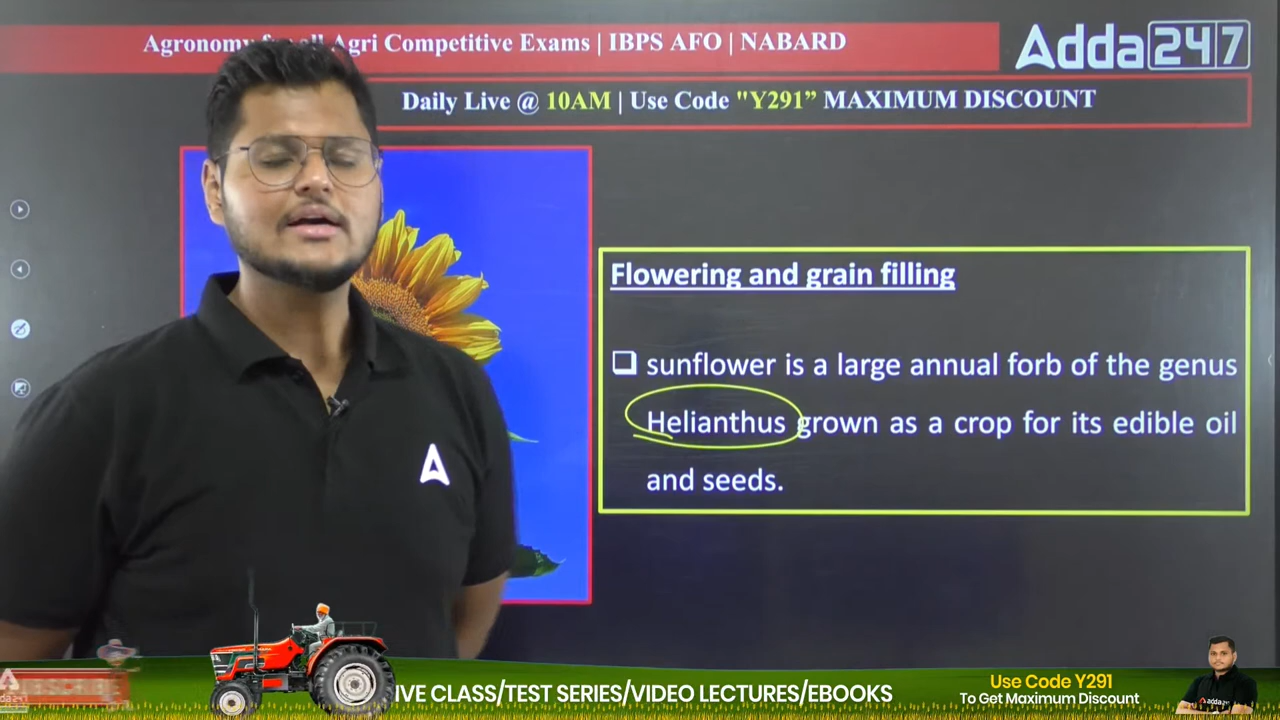 Agronomy all Agri Competitive Exams | IBPS AFO | NABARD
Adda247
Daily Live @ 10AM | Use Code "Y291” MAXIMUM DISCOUNT
Flowering and grain filling
sunflower is a large annual forb of the genus
Helianthus grown as a crop for its edible oil
and seeds.
IVE CLASS/TEST SERIES/VIDEO LECTURES/EBOOKS
Use Code Y291
To Get Maximum Discount